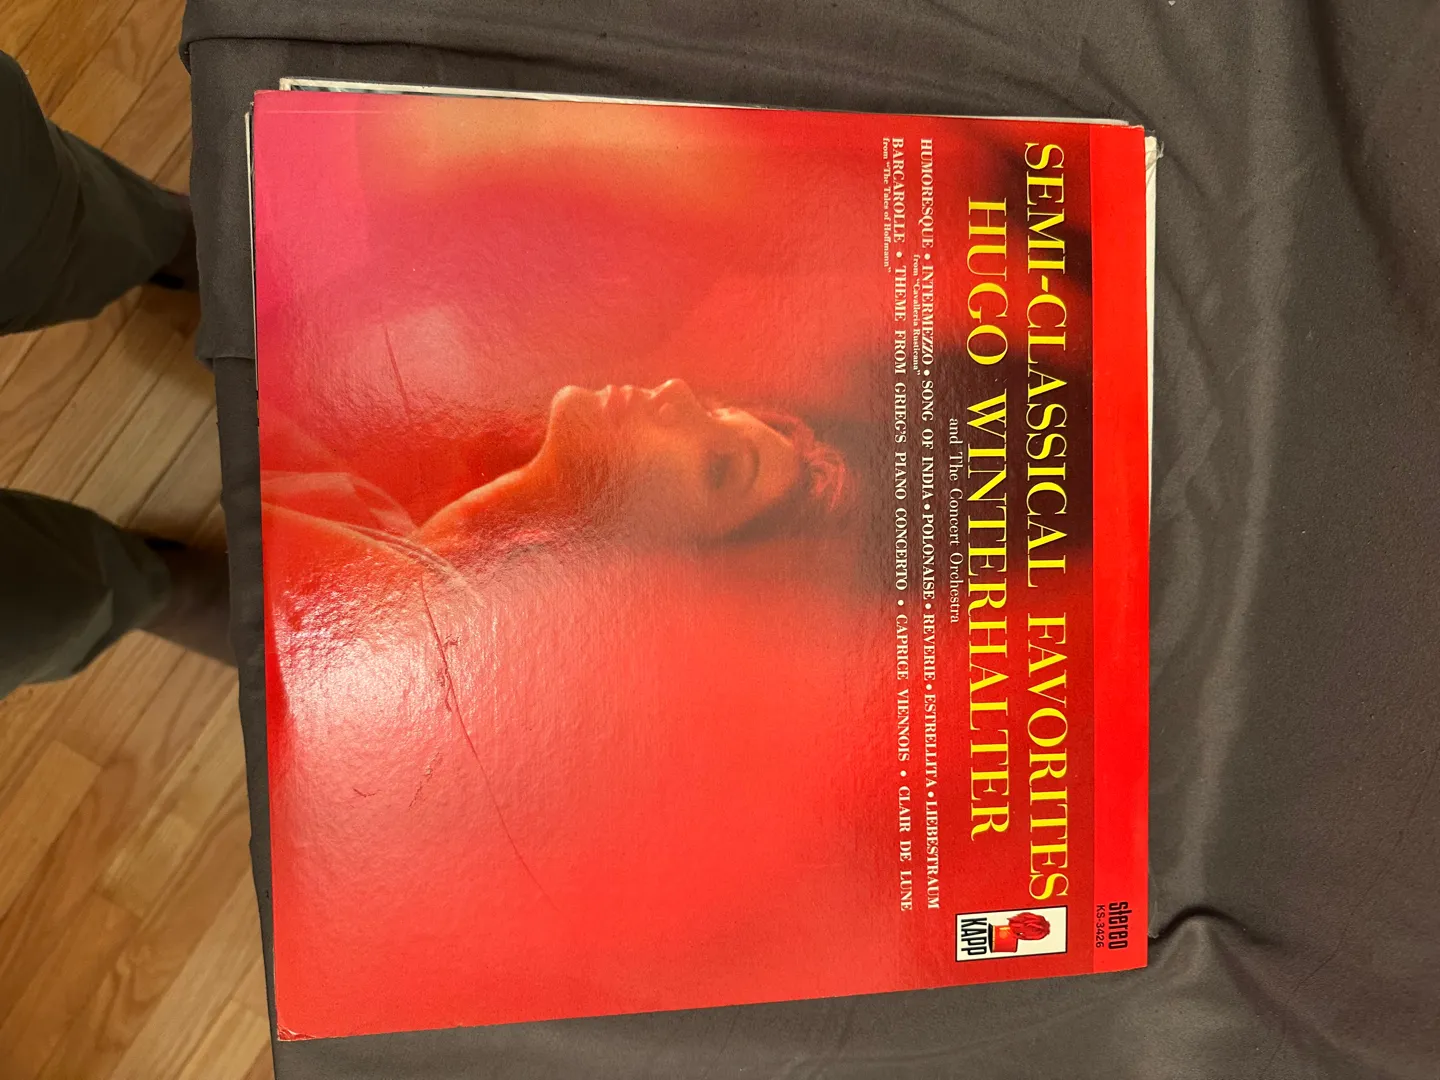 stereo
KS-3426
SEMI-CLASSICAL FAVORITES
HUGO WINTERHALTER
and The Concert Orchestra
KAPP
HUMORESQUE • INTERMEZZO • SONG OF INDIA • POLONAISE • REVERIE • ESTRELLITA • LIEBESTRAUM
from "Cavalleria Rusticana"
BARCAROLLE • THEME FROM GRIEG'S PIANO CONCERTO • CAPRICE VIENNOIS • CLAIR DE LUNE
from "The Tales of Hoffmann"